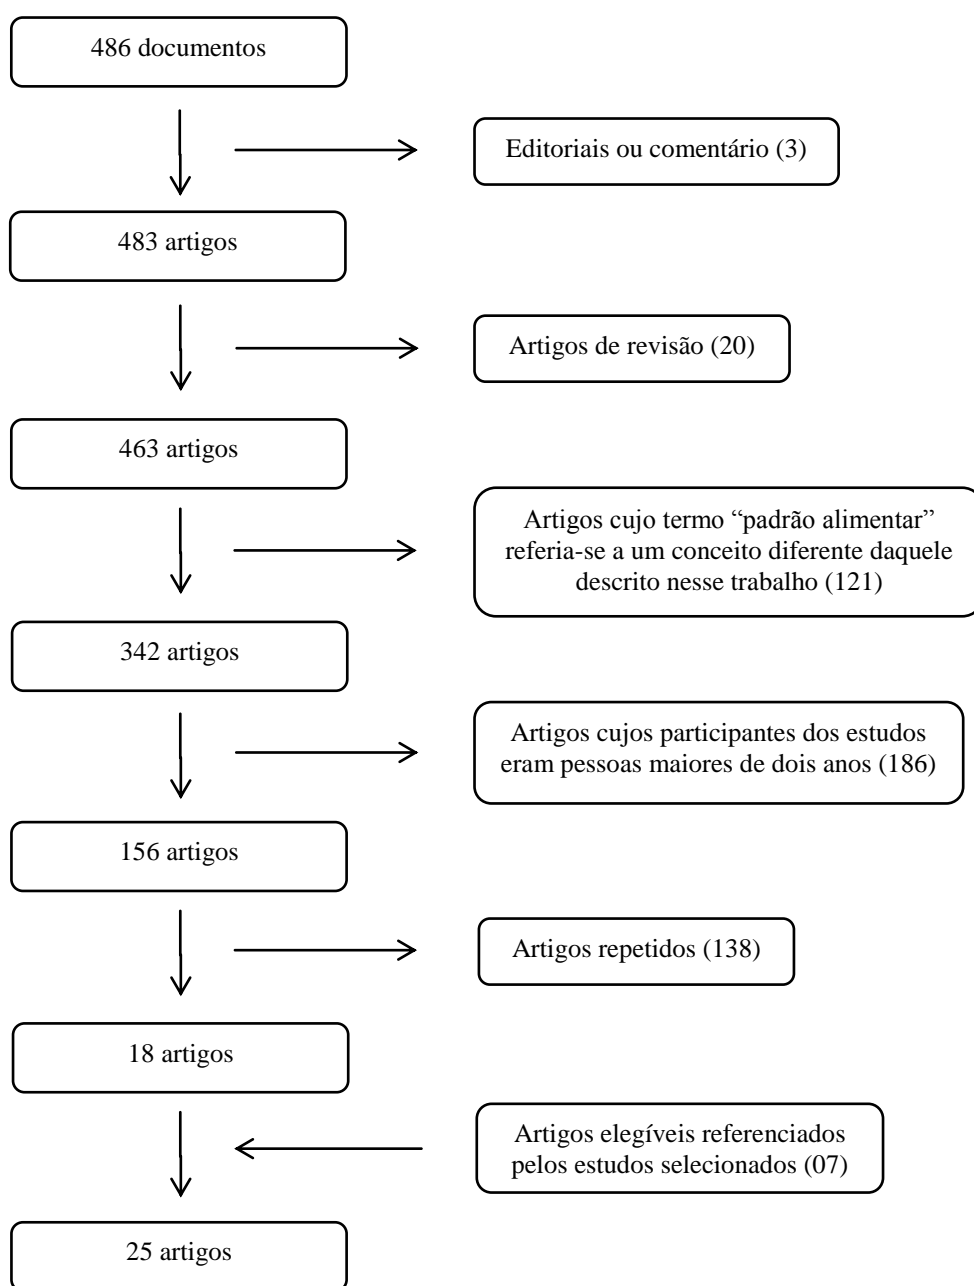 486 documentos
Editoriais ou comentário (3)
483 artigos
Artigos de revisão (20)
463 artigos
Artigos cujo termo “padrão alimentar”
referia-se a um conceito diferente daquele
descrito nesse trabalho (121)
342 artigos
Artigos cujos participantes dos estudos
eram pessoas maiores de dois anos (186)
156 artigos
Artigos repetidos (138)
18 artigos
Artigos elegíveis referenciados
pelos estudos selecionados (07)
25 artigos